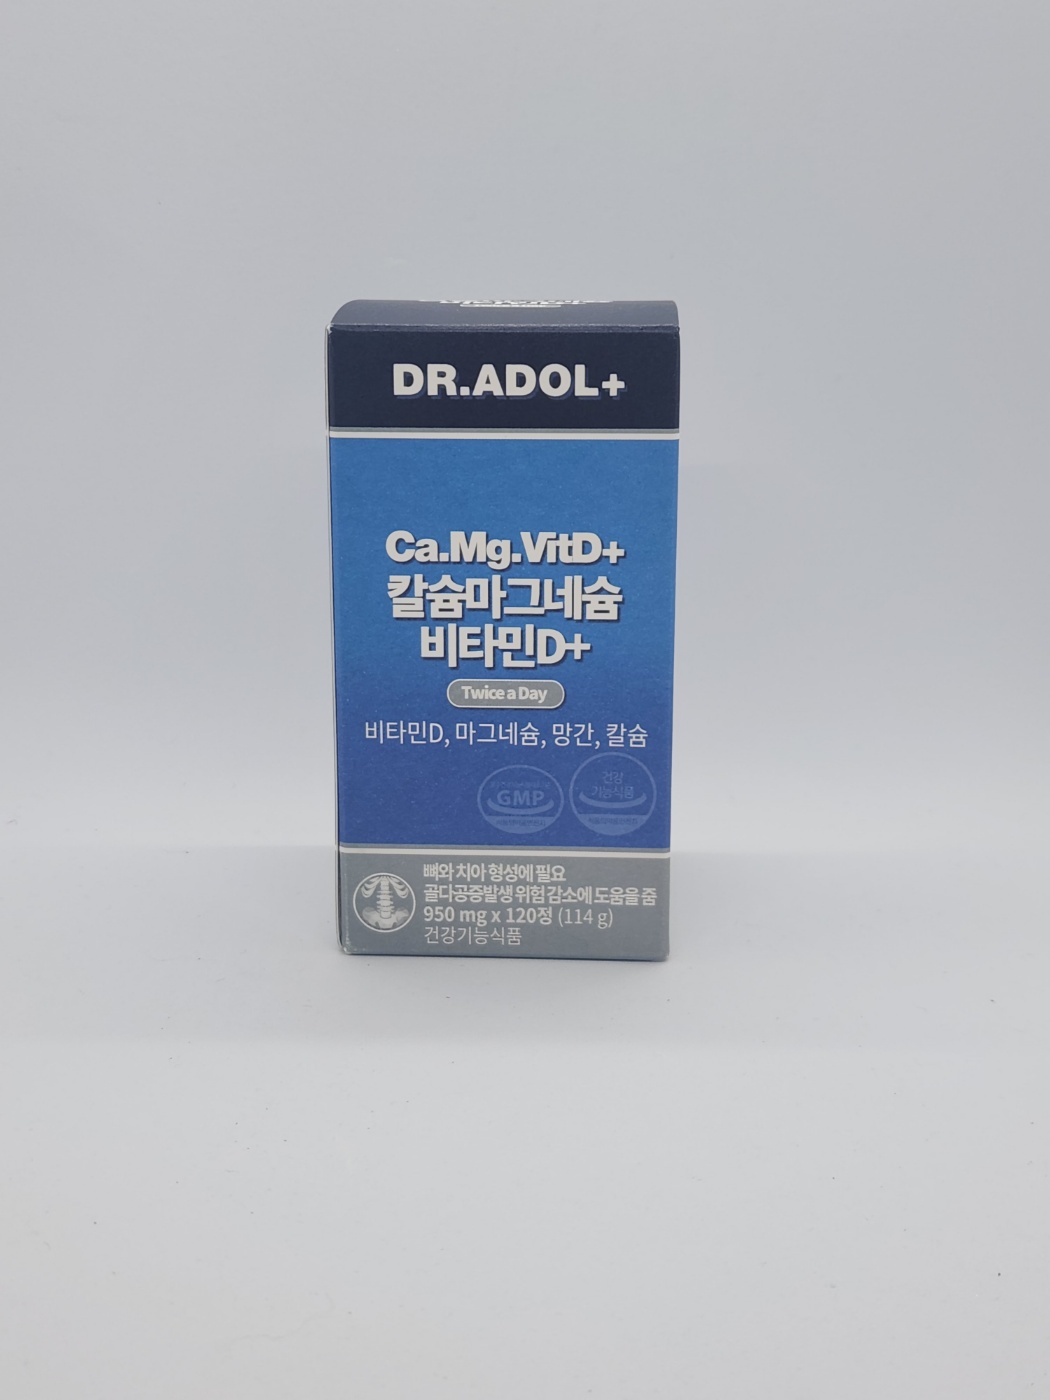 DR.ADOL+
Ca.Mg.VitD+
칼슘마그네슘
비타민D+
Twice a Day
비타민D, 마그네슘, 망간, 칼슘
GMP
건강
기능식품
뼈와 치아 형성에 필요
골다공증발생 위험 감소에 도움을 줌
950 mg x 120정 (114 g)
건강기능식품